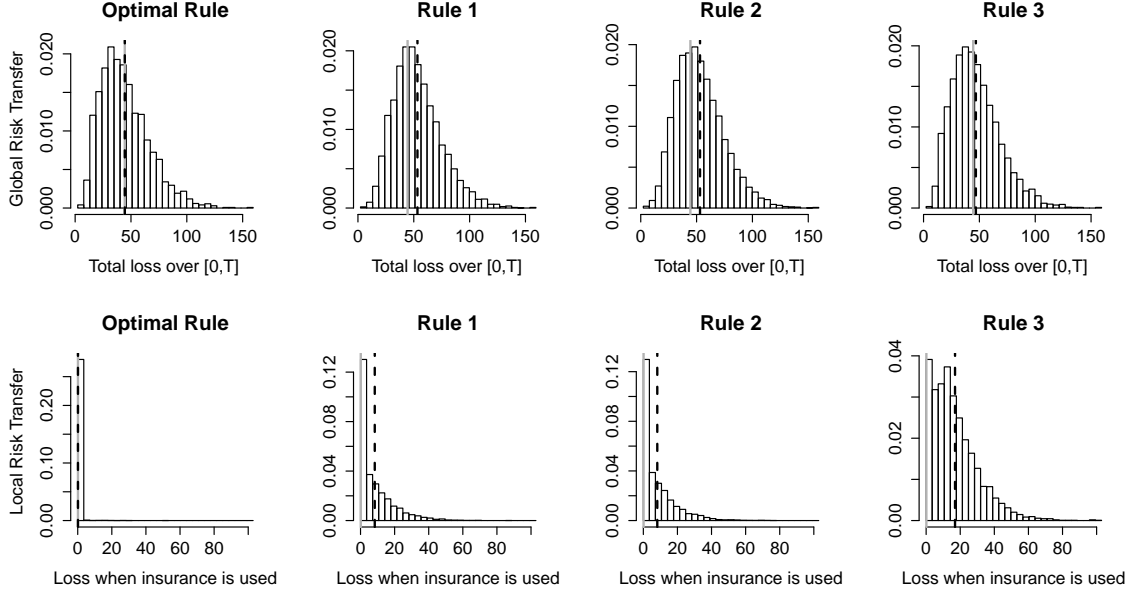 Optimal Rule
Rule 1
Rule 2
Rule 3
Global Risk Transfer
0.000 0.010 0.020
0.000 0.010 0.020
0.000 0.010 0.020
0.000 0.010 0.020
0 50 100 150
0 50 100 150
0 50 100 150
0 50 100 150
Total loss over [0,T]
Total loss over [0,T]
Total loss over [0,T]
Total loss over [0,T]
Optimal Rule
Rule 1
Rule 2
Rule 3
Local Risk Transfer
0.00 0.10 0.20
0.00 0.04 0.08 0.12
0.00 0.04 0.08 0.12
0.00 0.02 0.04
0 20 40 60 80
0 20 40 60 80
0 20 40 60 80
0 20 40 60 80
Loss when insurance is used
Loss when insurance is used
Loss when insurance is used
Loss when insurance is used